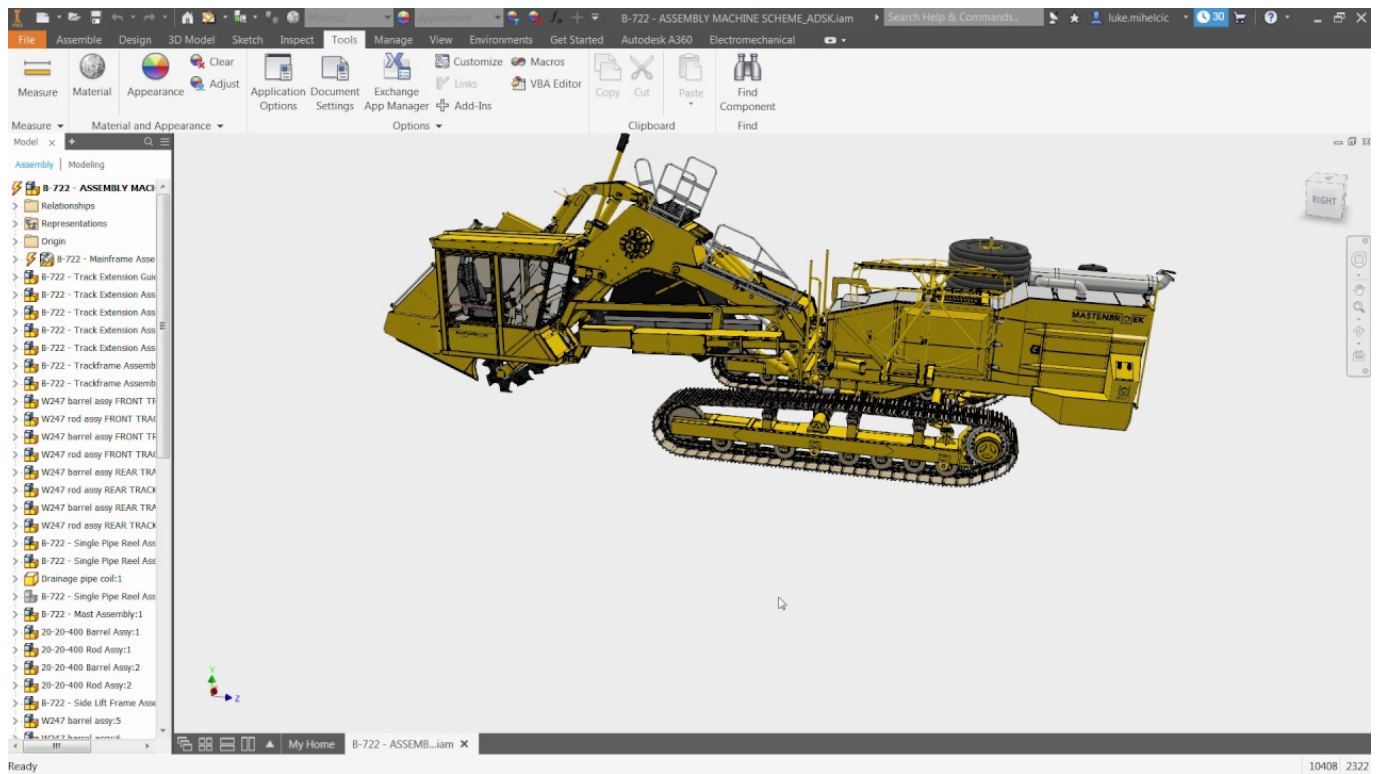 PRO
Material
Appearance
B-722 - ASSEMBLY MACHINE SCHEME_ADSK.iam
Search Help & Commands...
luke.mihelcic
30
File Assemble Design 3D Model Sketch Inspect Tools Manage View Environments Get Started Autodesk A360 Electromechanical
Measure
Material
Appearance
Clear
Adjust
Application Options
Document Settings
Exchange App Manager
Customize
Links
Add-Ins
Macros
VBA Editor
Copy
Cut
Paste
Find Component
Measure
Material and Appearance
Options
Clipboard
Find
Model
Assembly | Modeling
B-722 - ASSEMBLY MACH
Relationships
Representations
Origin
B-722 - Mainframe Asse
B-722 - Track Extension Guid
B-722 - Track Extension Ass
B-722 - Track Extension Ass
B-722 - Track Extension Ass
B-722 - Track Extension Ass
B-722 - Trackframe Assemb
B-722 - Trackframe Assemb
W247 barrel assy FRONT TR
W247 rod assy FRONT TRAC
W247 barrel assy FRONT TR
W247 rod assy FRONT TRAC
W247 barrel assy REAR TRA
W247 rod assy REAR TRACK
W247 barrel assy REAR TRA
W247 rod assy REAR TRACK
B-722 - Single Pipe Reel Ass
B-722 - Single Pipe Reel Ass
Drainage pipe coil:1
B-722 - Single Pipe Reel Ass
B-722 - Mast Assembly:1
20-20-400 Barrel Assy:1
20-20-400 Rod Assy:1
20-20-400 Barrel Assy:2
20-20-400 Rod Assy:2
B-722 - Side Lift Frame Asse
W247 barrel assy:5
W247 barrel assy:6
RIGHT
MASTENBROEK
Y
Z
My Home
B-722 - ASSEMB...iam
Ready
10408 2322